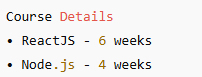 Course Details
• ReactJS - 6 weeks
• Node.js - 4 weeks